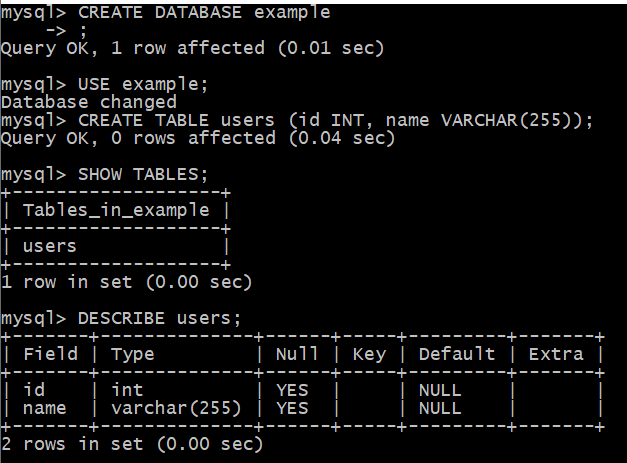 mysql> CREATE DATABASE example
    -> ;
Query OK, 1 row affected (0.01 sec)

mysql> USE example;
Database changed
mysql> CREATE TABLE users (id INT, name VARCHAR(255));
Query OK, 0 rows affected (0.04 sec)

mysql> SHOW TABLES;
+-------------------+
| Tables_in_example |
+-------------------+
| users             |
+-------------------+
1 row in set (0.00 sec)

mysql> DESCRIBE users;
+-------+--------------+------+-----+---------+-------+
| Field | Type         | Null | Key | Default | Extra |
+-------+--------------+------+-----+---------+-------+
| id    | int          | YES  |     | NULL    |       |
| name  | varchar(255) | YES  |     | NULL    |       |
+-------+--------------+------+-----+---------+-------+
2 rows in set (0.00 sec)